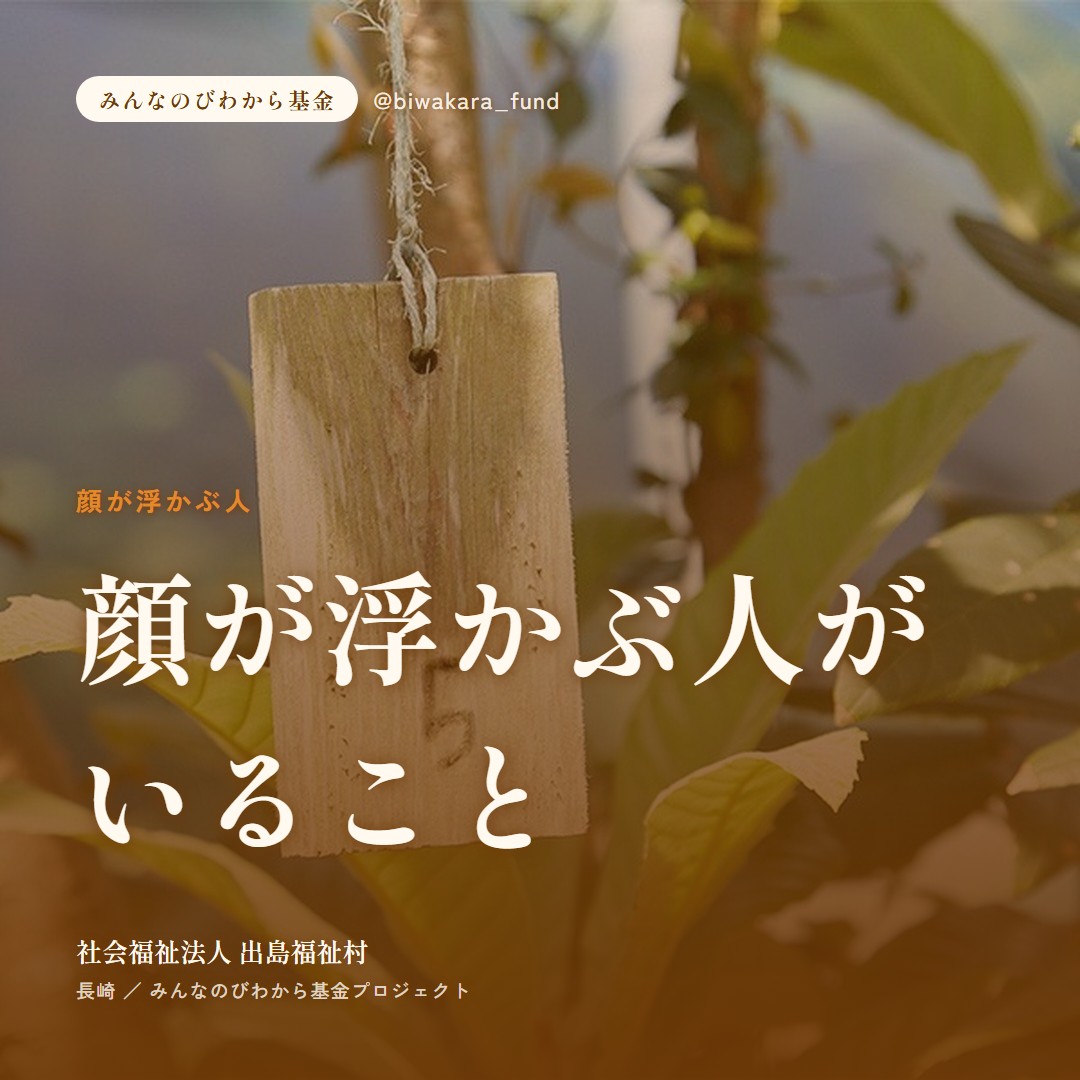 みんなのびわから基金 @biwakara_fund
顔が浮かぶ人
顔が浮かぶ人が
いること
5
社会福祉法人 出島福祉村
長崎 ／ みんなのびわから基金プロジェクト